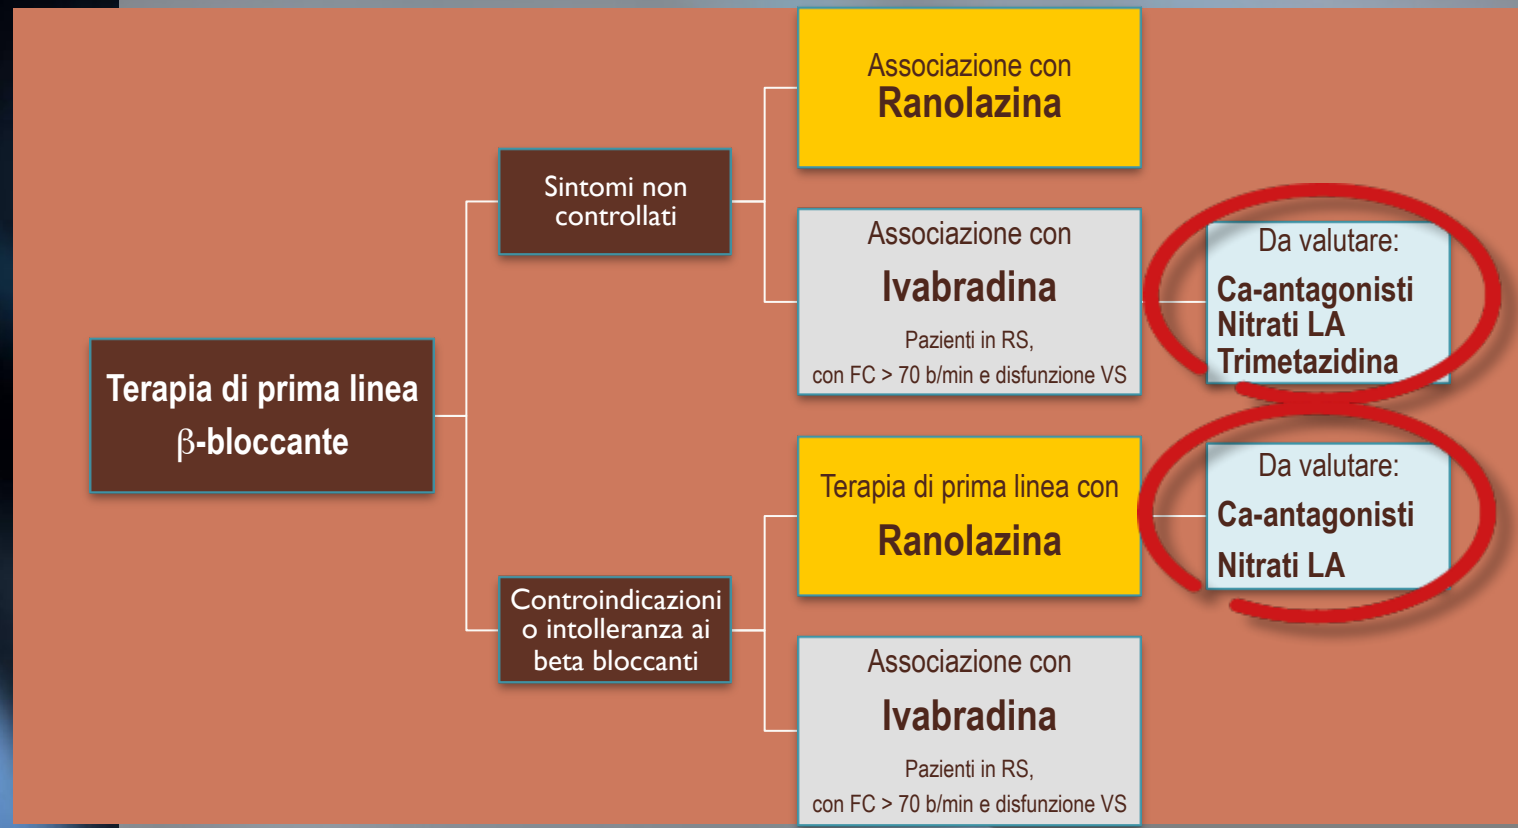 Terapia di prima linea
β-bloccante
Sintomi non
controllati
Associazione con
Ranolazina
Associazione con
Ivabradina
Pazienti in RS,
con FC > 70 b/min e disfunzione VS
Da valutare:
Ca-antagonisti
Nitrati LA
Trimetazidina
Controindicazioni
o intolleranza ai
beta bloccanti
Terapia di prima linea con
Ranolazina
Da valutare:
Ca-antagonisti
Nitrati LA
Associazione con
Ivabradina
Pazienti in RS,
con FC > 70 b/min e disfunzione VS